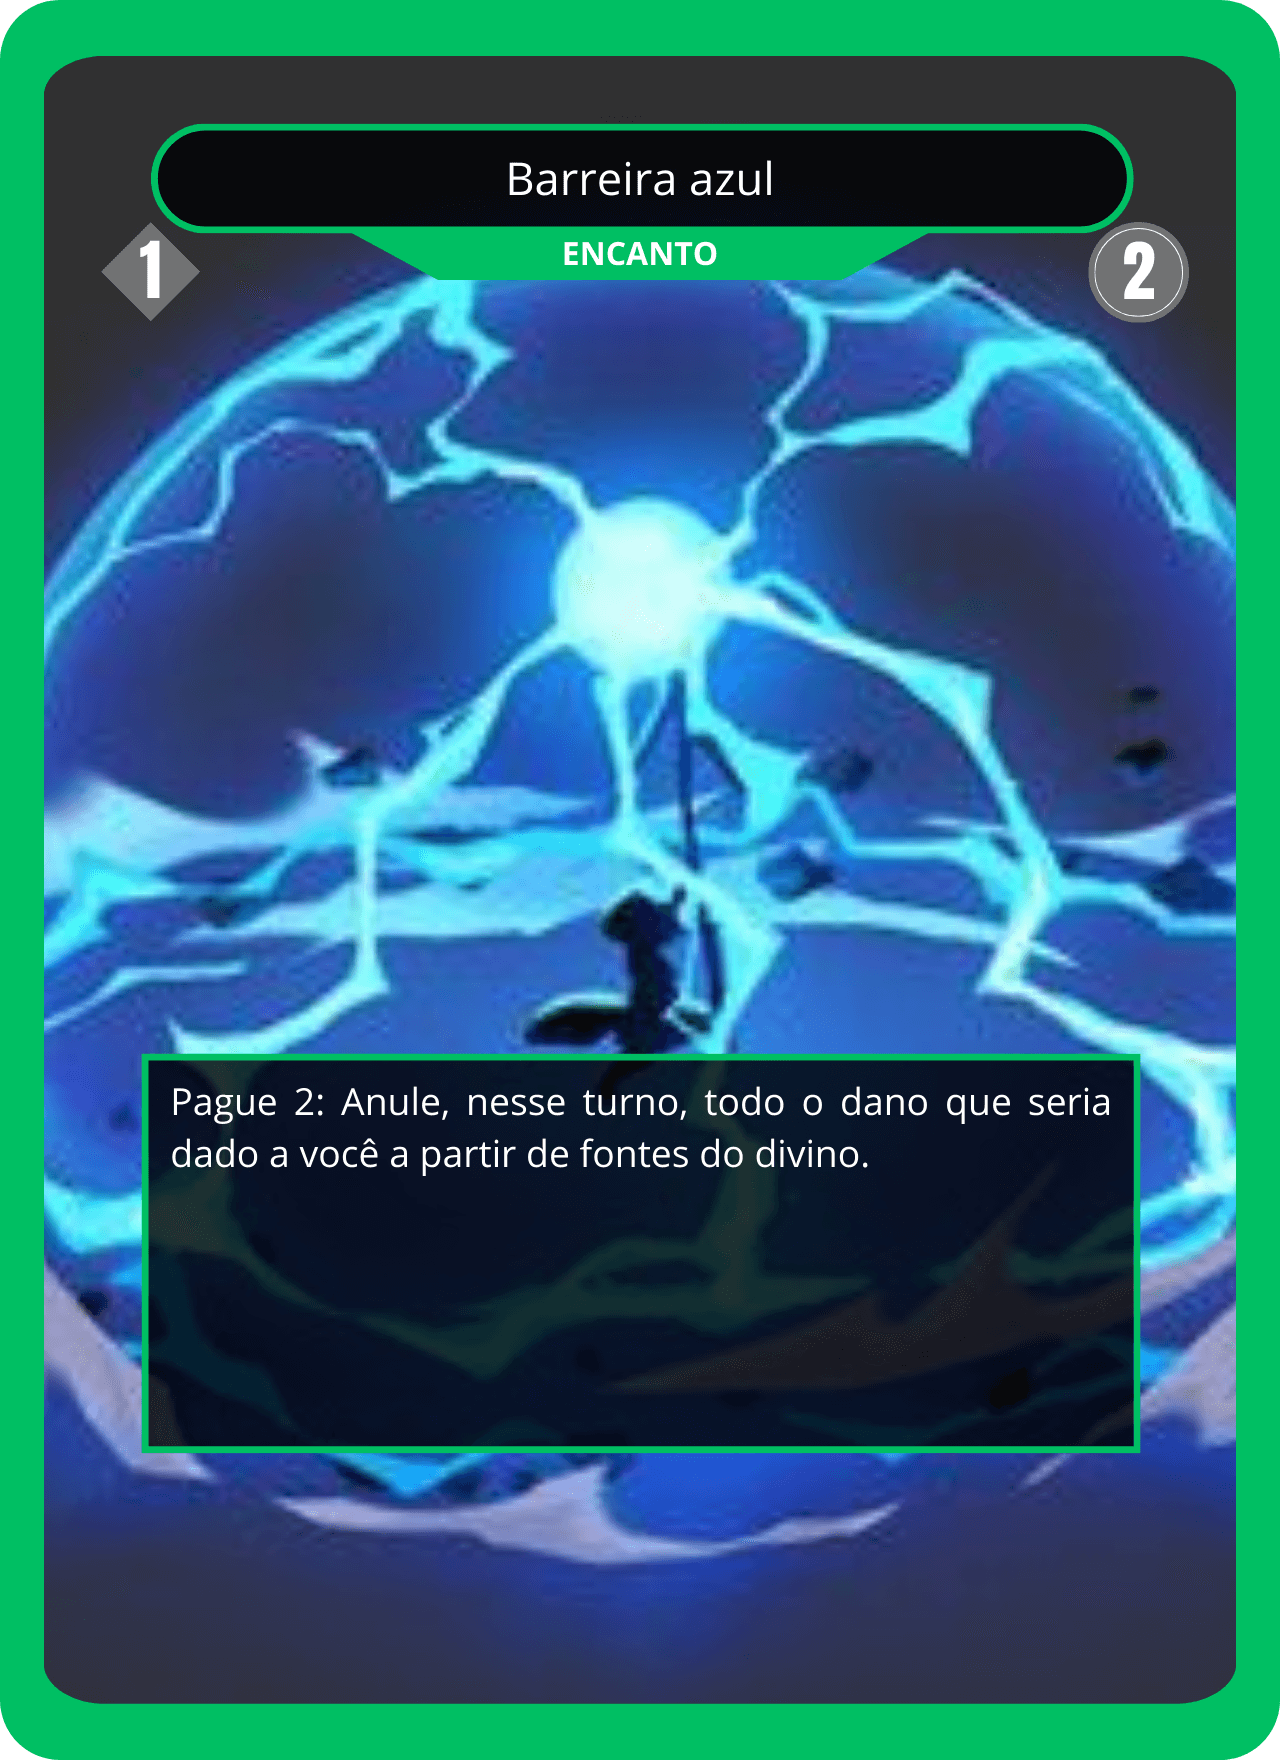 Barreira azul
ENCANTO
1
2
Pague 2: Anule, nesse turno, todo o dano que seria
dado a você a partir de fontes do divino.